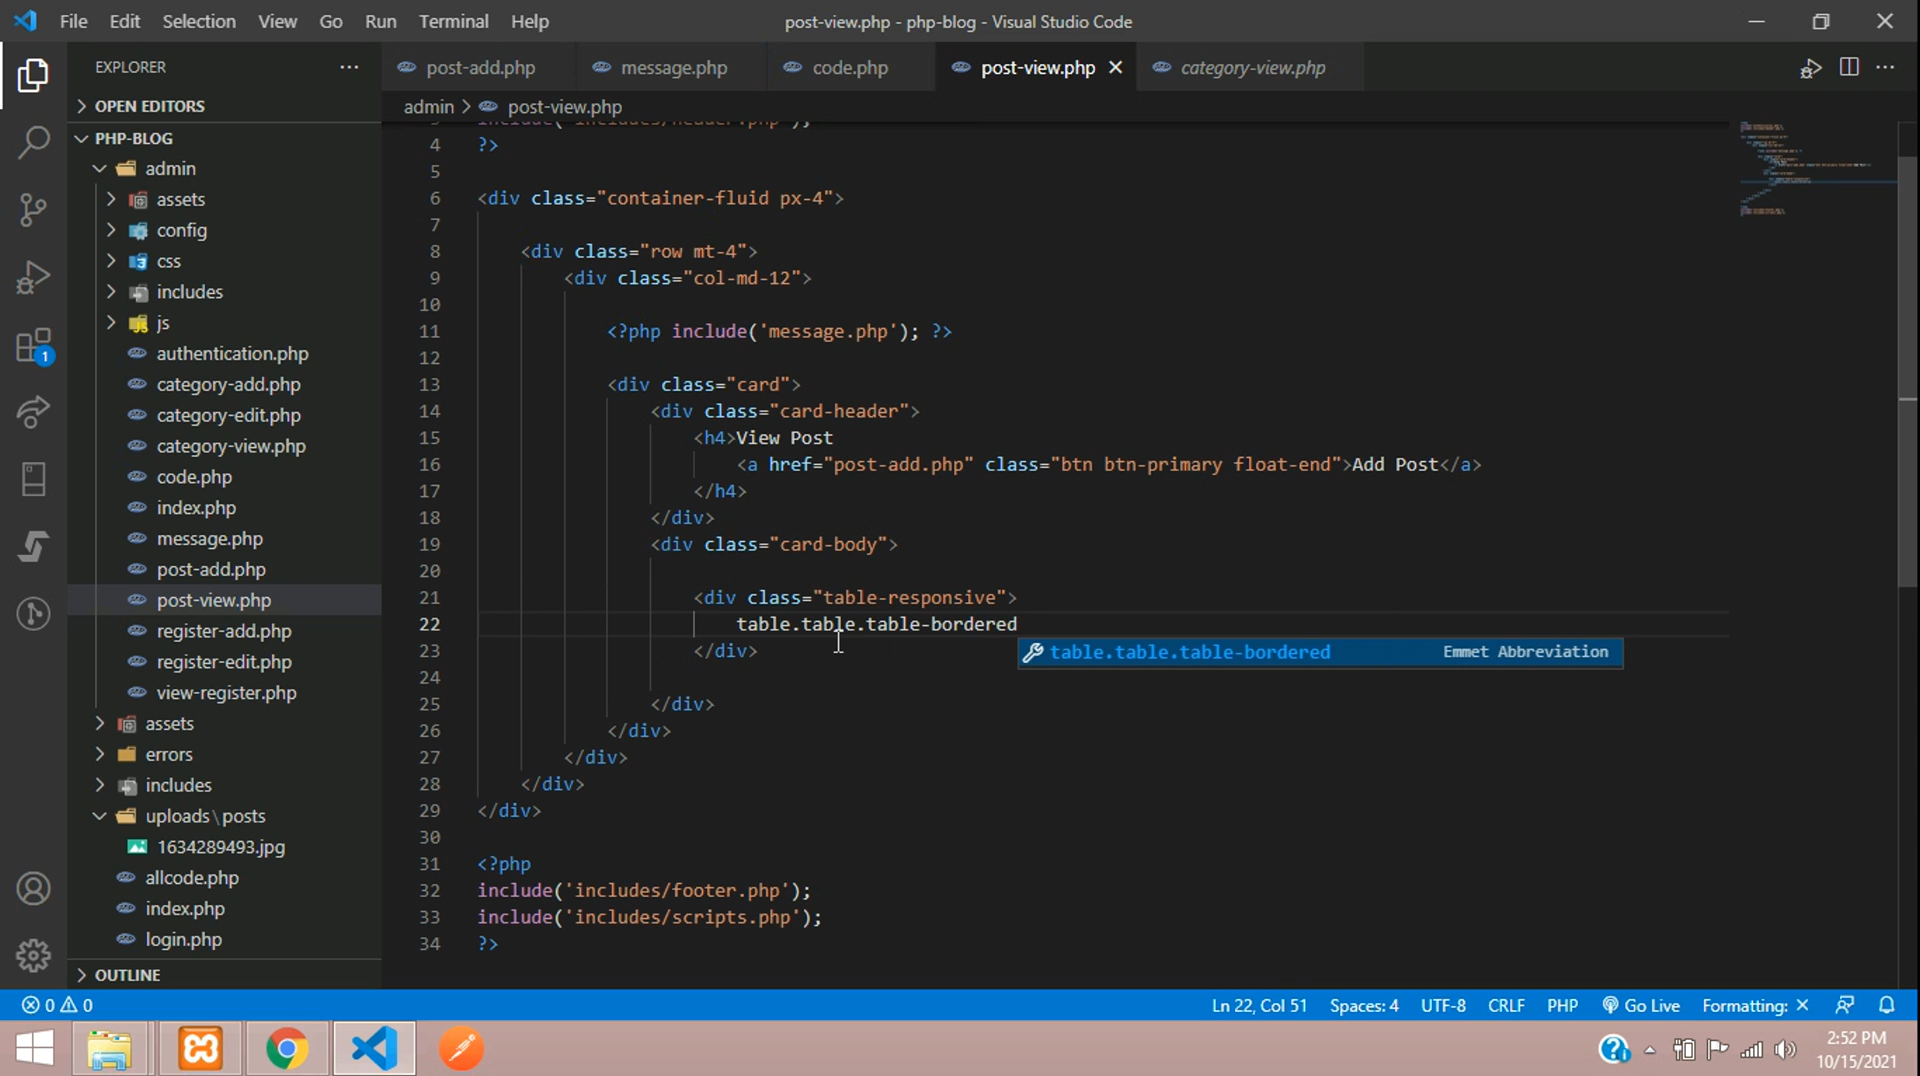 File Edit Selection View Go Run Terminal Help
post-view.php - php-blog - Visual Studio Code
EXPLORER
post-add.php message.php code.php post-view.php category-view.php
OPEN EDITORS
admin > post-view.php
PHP-BLOG
admin
assets
config
css
includes
js
authentication.php
category-add.php
category-edit.php
category-view.php
code.php
index.php
message.php
post-add.php
post-view.php
register-add.php
register-edit.php
view-register.php
assets
errors
includes
uploads\posts
1634289493.jpg
allcode.php
index.php
login.php
OUTLINE
include('includes/header.php');
4 ?>
5
6 <div class="container-fluid px-4">
7
8 <div class="row mt-4">
9 <div class="col-md-12">
10
11 <?php include('message.php'); ?>
12
13 <div class="card">
14 <div class="card-header">
15 <h4>View Post
16 <a href="post-add.php" class="btn btn-primary float-end">Add Post</a>
17 </h4>
18 </div>
19 <div class="card-body">
20
21 <div class="table-responsive">
22 table.table.table-bordered
23 </div>
table.table.table-bordered Emmet Abbreviation
24
25 </div>
26 </div>
27 </div>
28 </div>
29 </div>
30
31 <?php
32 include('includes/footer.php');
33 include('includes/scripts.php');
34 ?>
1
0 0
Ln 22, Col 51 Spaces: 4 UTF-8 CRLF PHP Go Live Formatting: ×
2:52 PM
10/15/2021